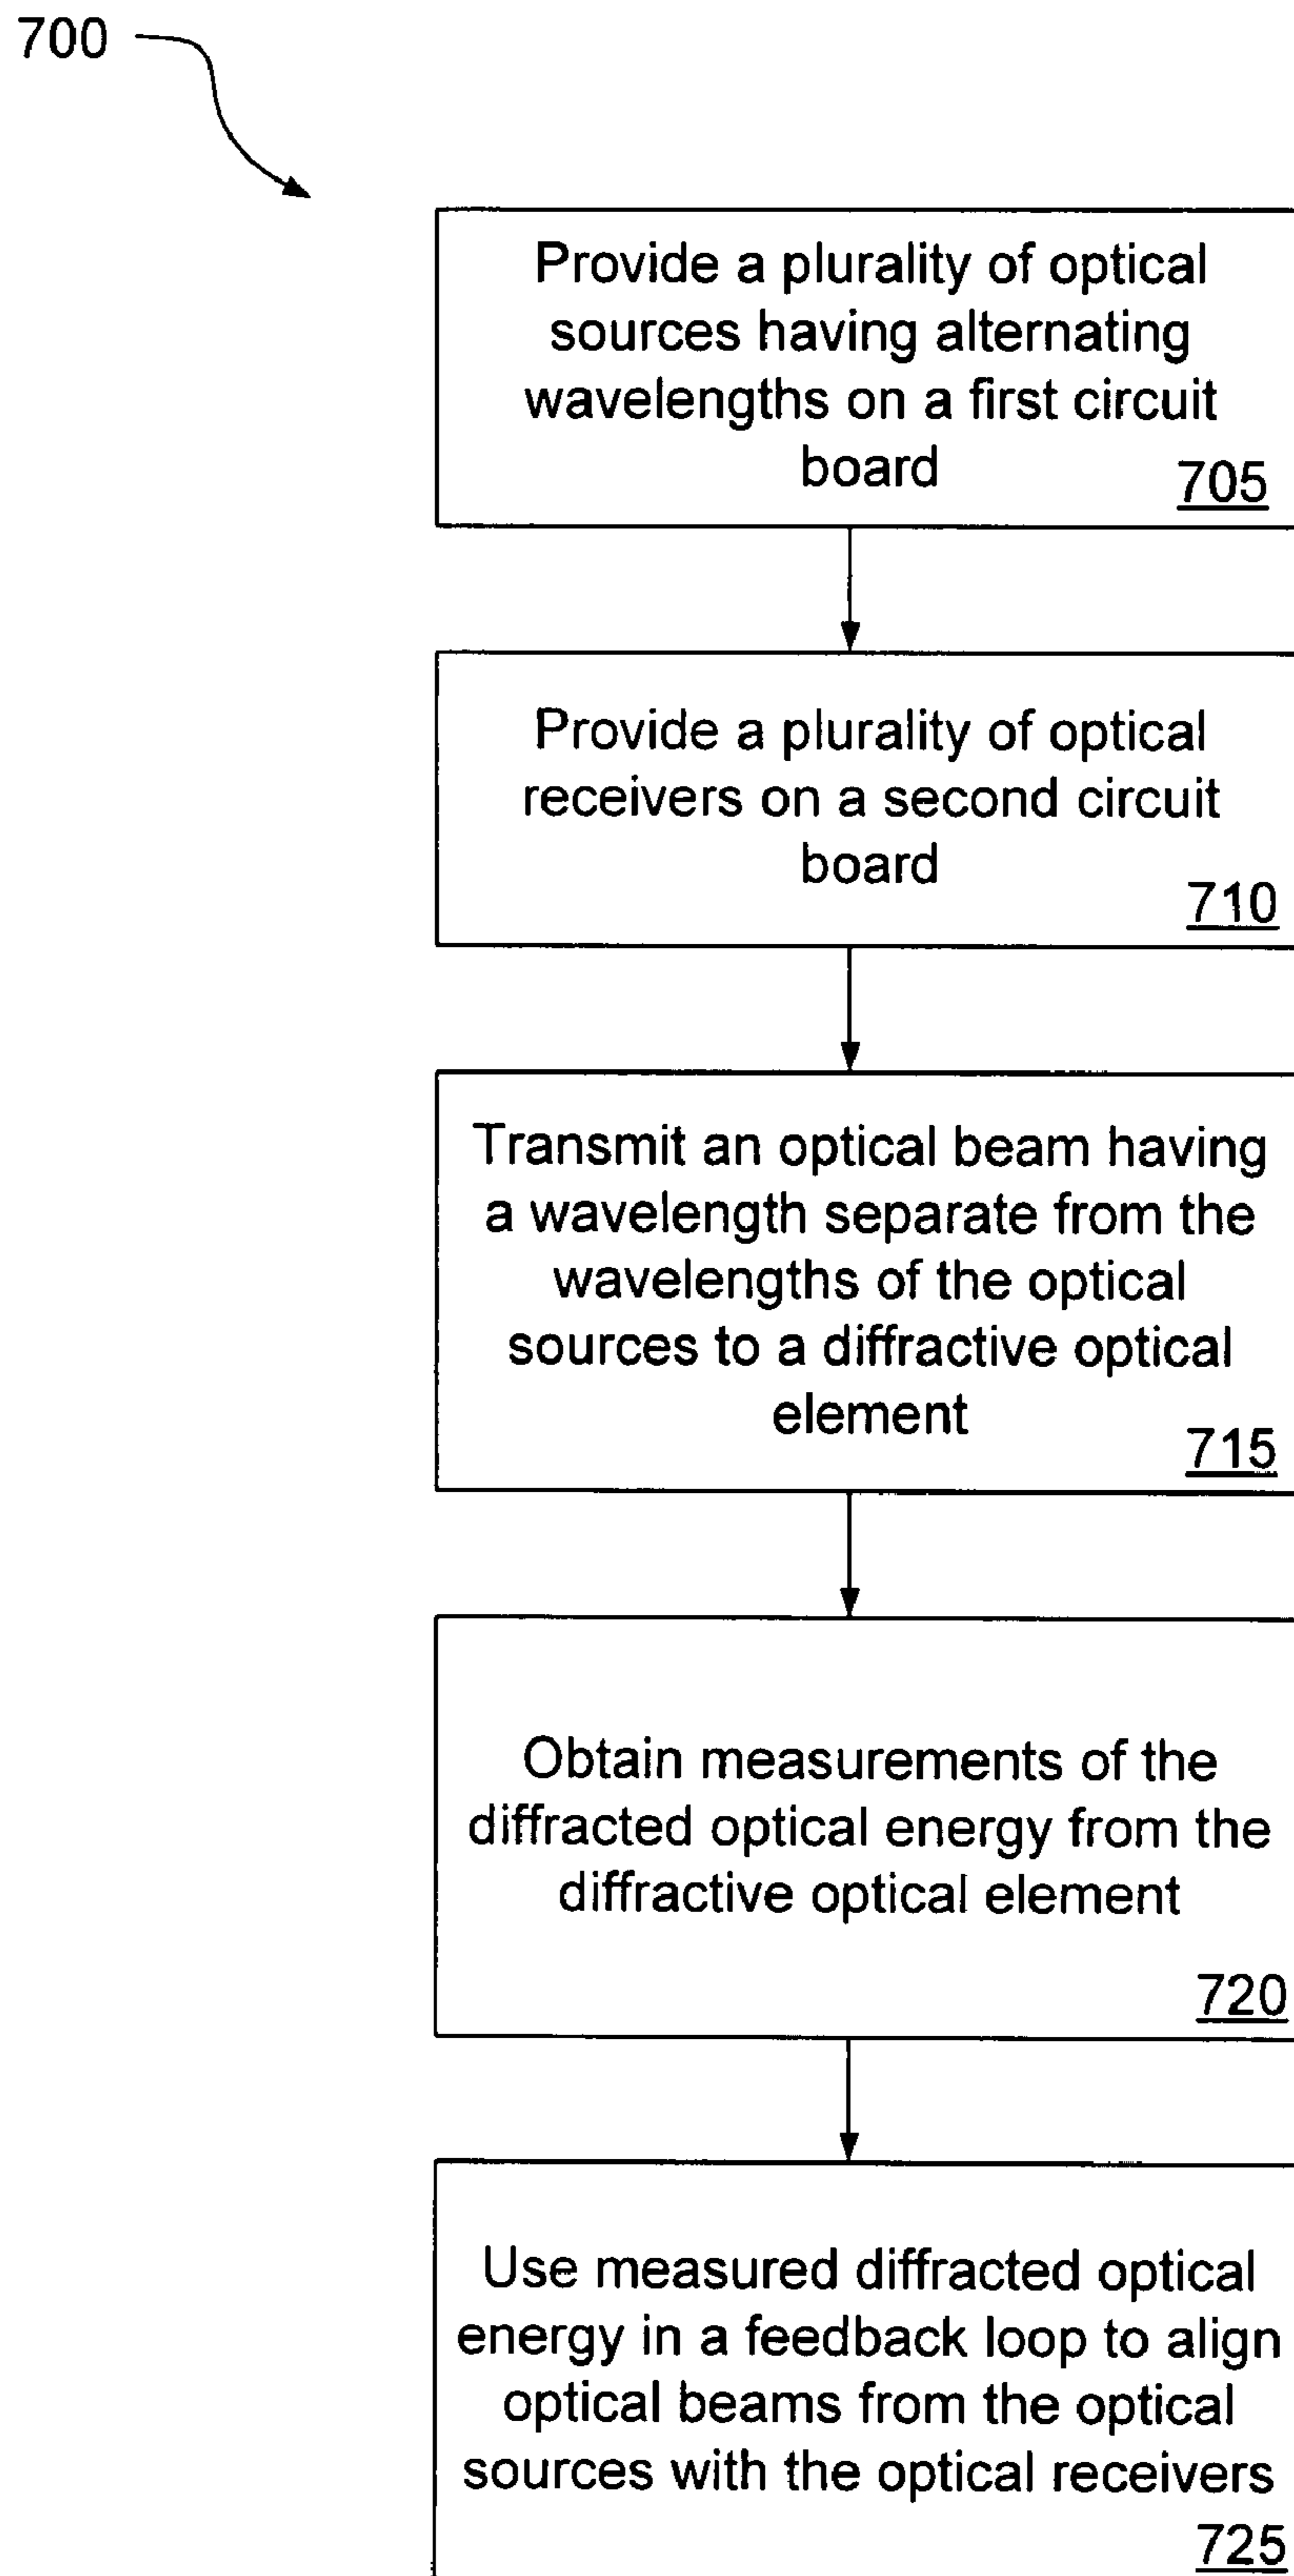 700
Provide a plurality of optical
sources having alternating
wavelengths on a first circuit
board
705
Provide a plurality of optical
receivers on a second circuit
board
710
Transmit an optical beam having
a wavelength separate from the
wavelengths of the optical
sources to a diffractive optical
element
715
Obtain measurements of the
diffracted optical energy from the
diffractive optical element
720
Use measured diffracted optical
energy in a feedback loop to align
optical beams from the optical
sources with the optical receivers
725